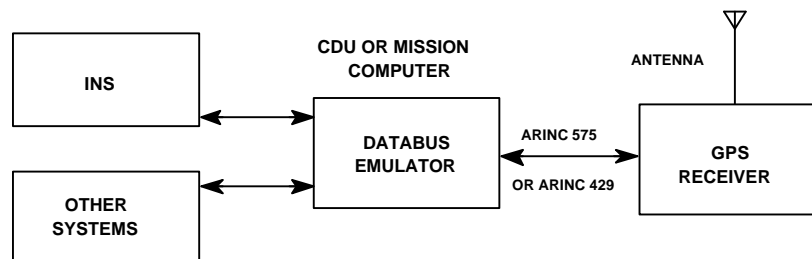 CDU OR MISSION
COMPUTER
ANTENNA
INS
DATABUS
EMULATOR
ARINC 575
OR ARINC 429
GPS
RECEIVER
OTHER
SYSTEMS